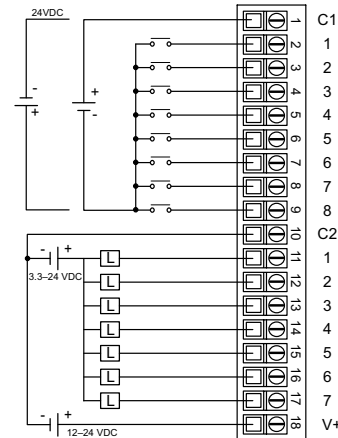 24VDC
-
+
+
-
1 C1
2 1
3 2
4 3
5 4
6 5
7 6
8 7
9 8
10 C2
- + L 11 1
3.3–24 VDC
L 12 2
L 13 3
L 14 4
L 15 5
L 16 6
L 17 7
- + 18 V+
12–24 VDC